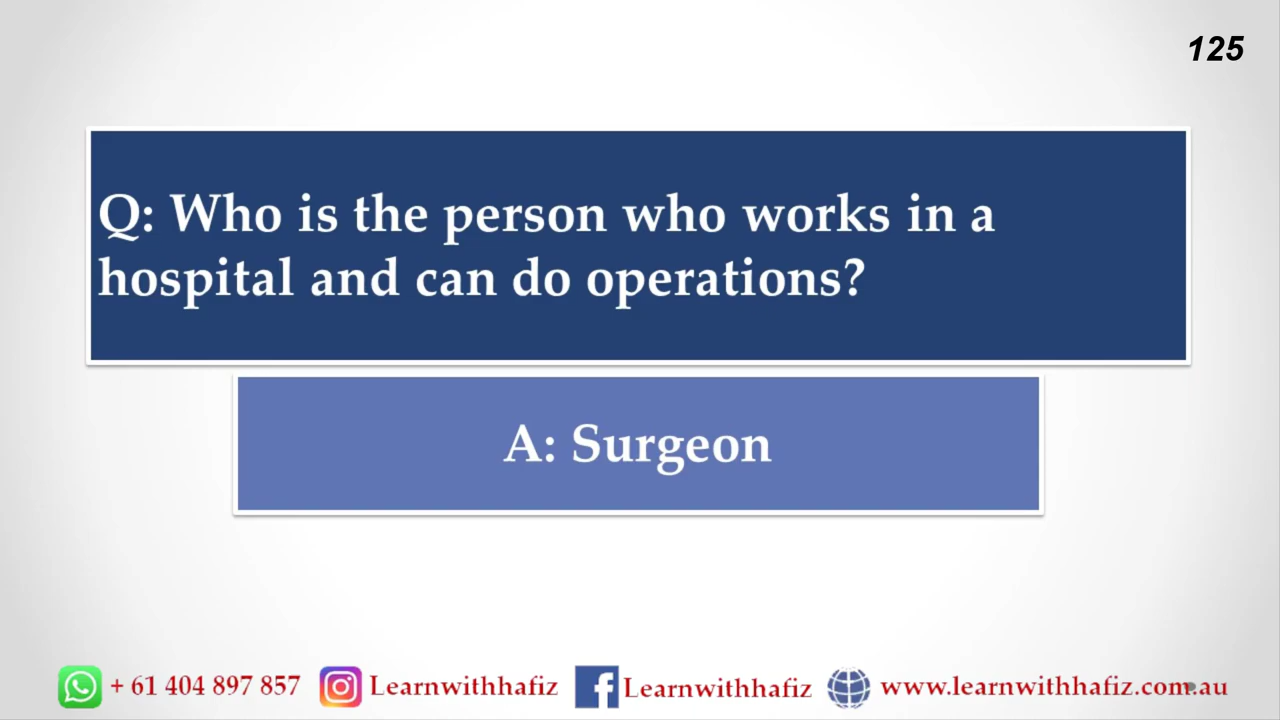 125
Q: Who is the person who works in a
hospital and can do operations?
A: Surgeon
+ 61 404 897 857 Learnwithhafiz Learnwithhafiz www.learnwithhafiz.com.au